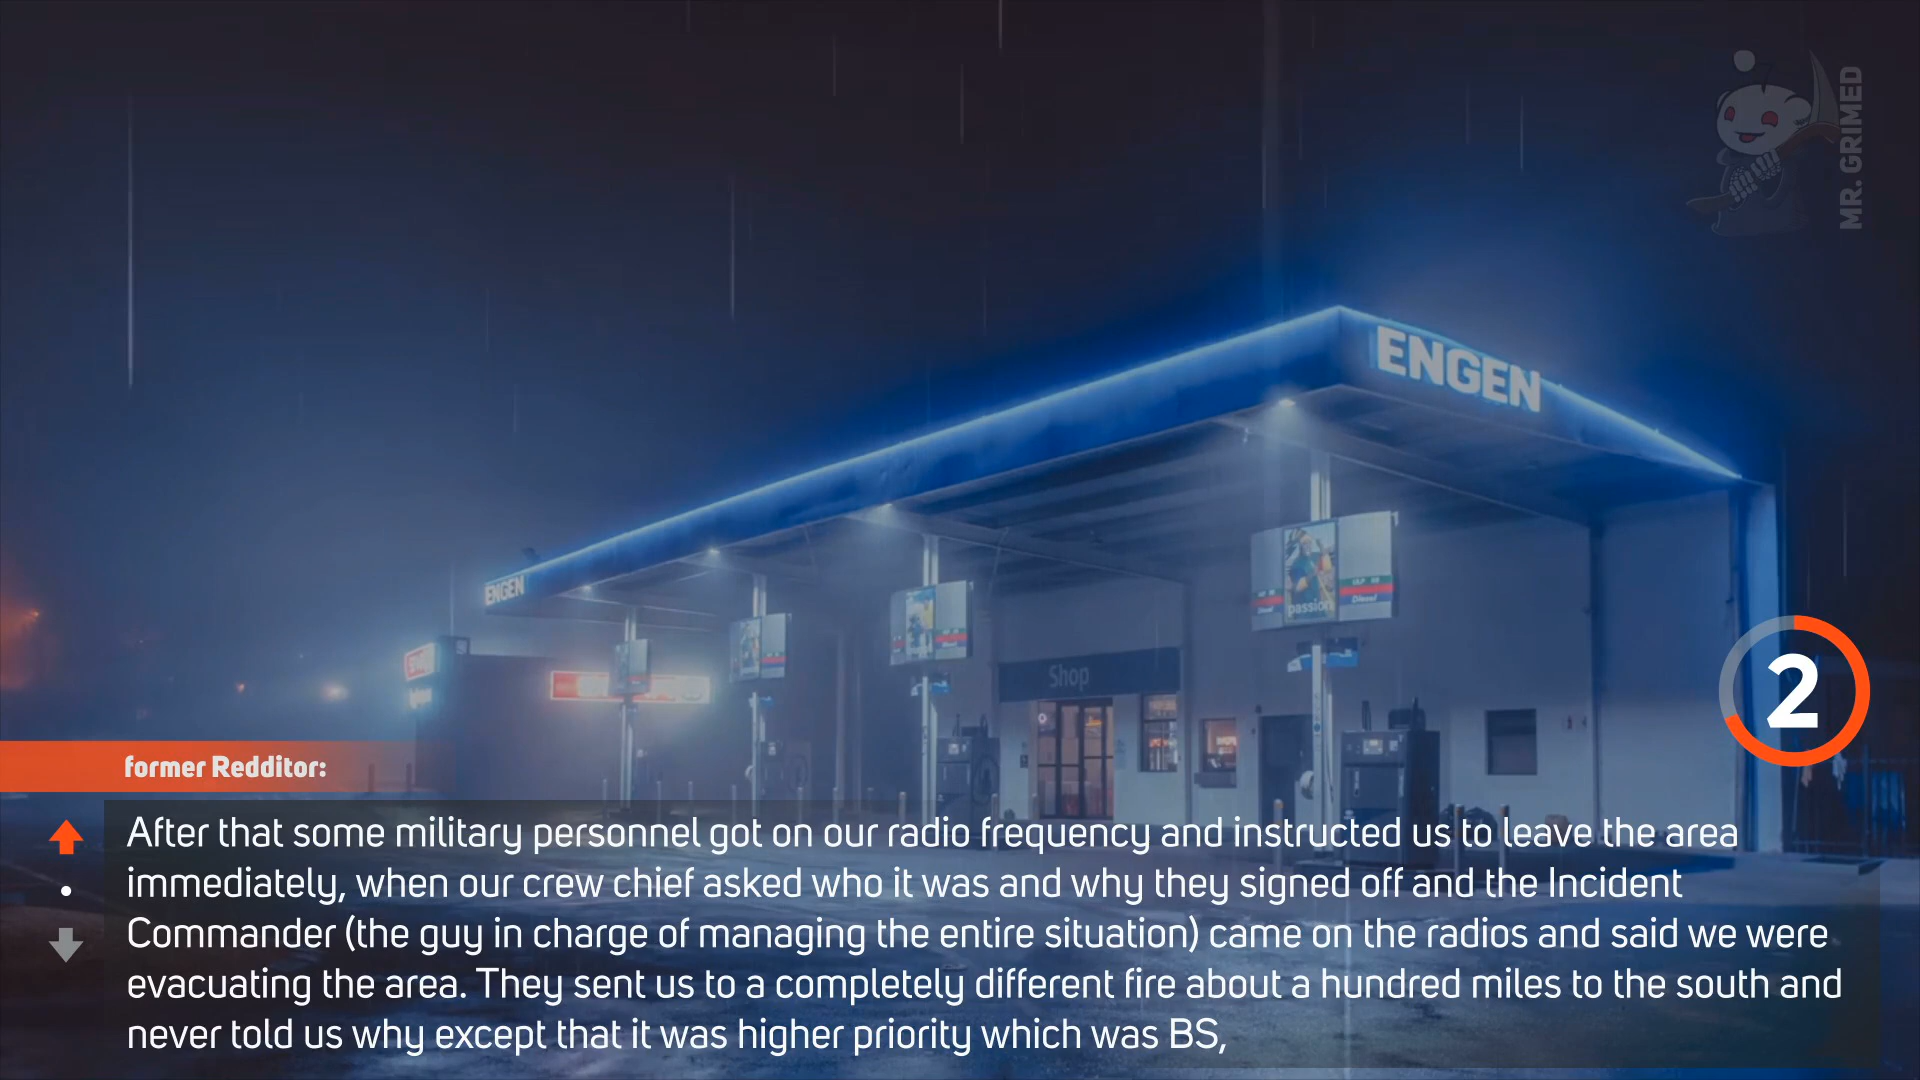 MR. GRIMED
ENGEN
ENGEN
passion
Diesel
Shop
2
former Redditor:
After that some military personnel got on our radio frequency and instructed us to leave the area
immediately, when our crew chief asked who it was and why they signed off and the Incident
Commander (the guy in charge of managing the entire situation) came on the radios and said we were
evacuating the area. They sent us to a completely different fire about a hundred miles to the south and
never told us why except that it was higher priority which was BS,